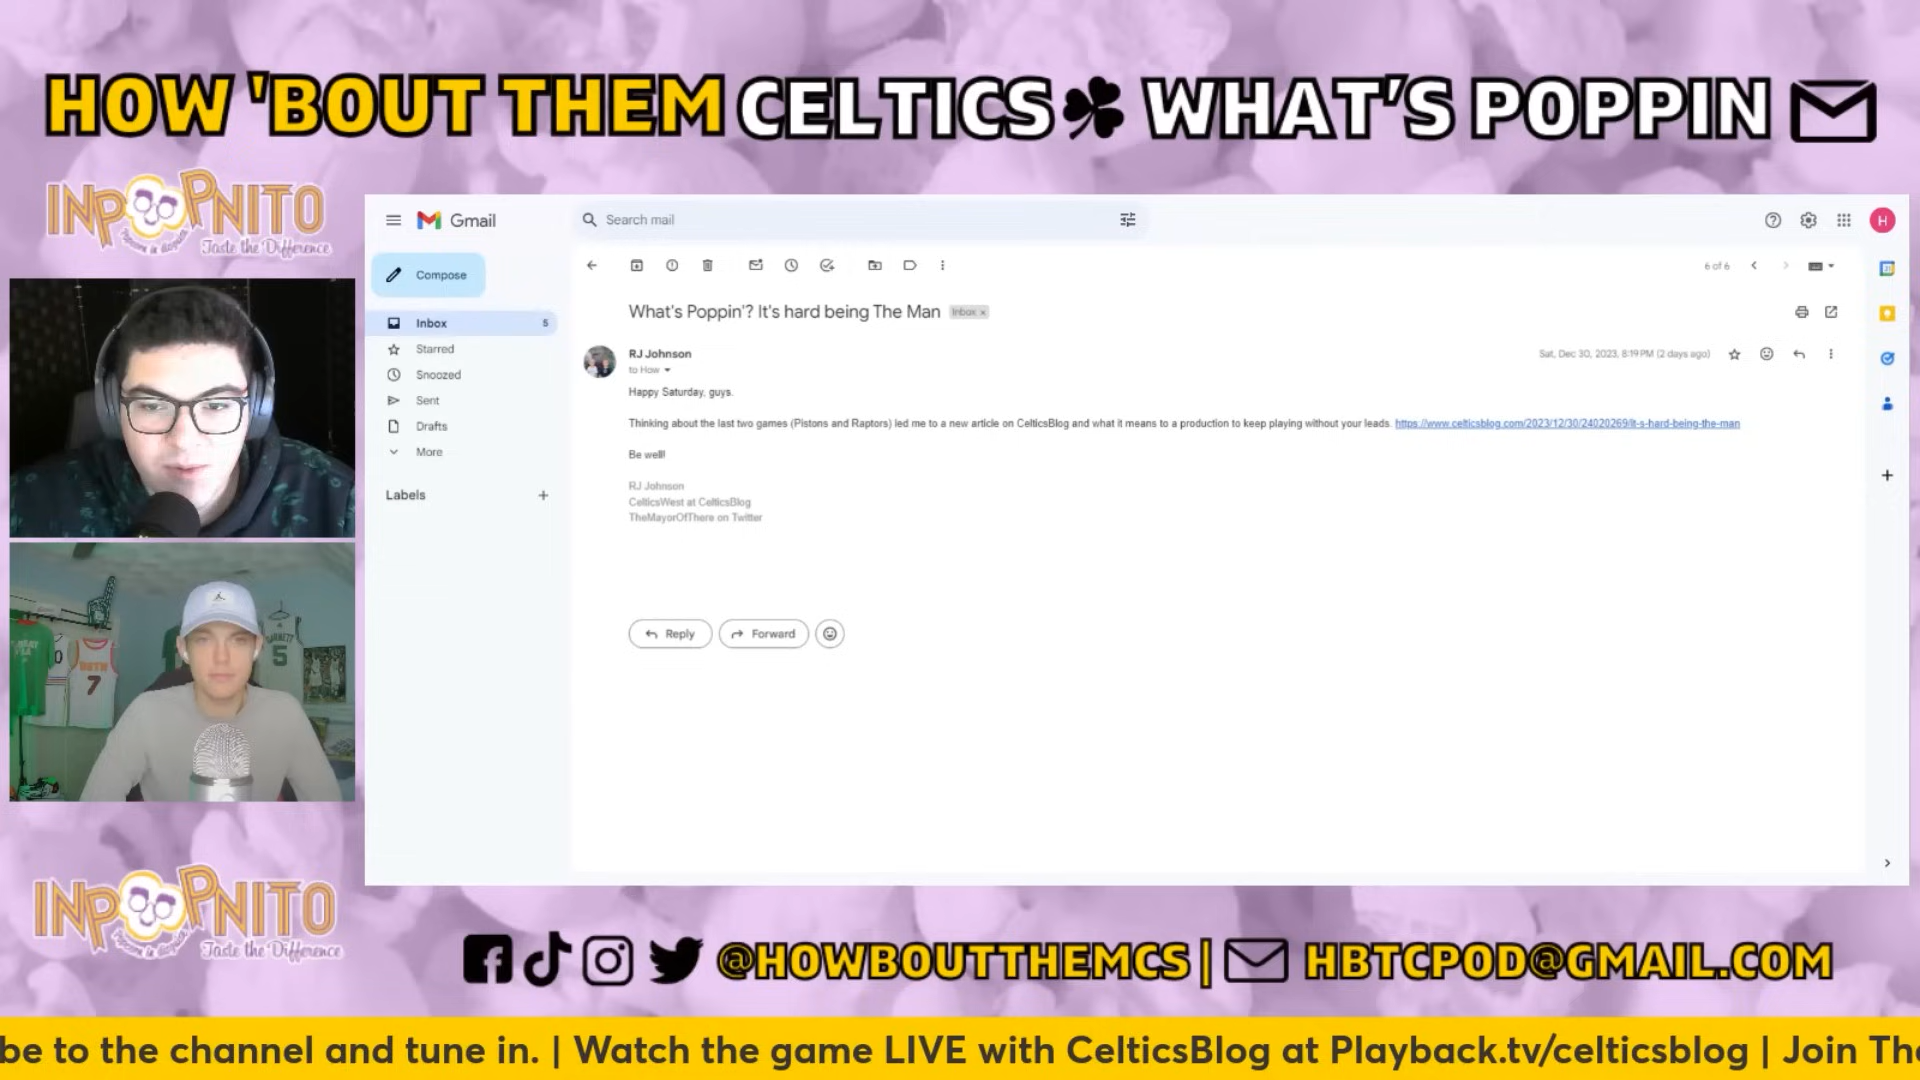 HOW 'BOUT THEM CELTICS WHAT'S POPPIN
INPOPNITO
Taste the Difference
Gmail
Search mail
H
Compose
6 of 6
Inbox 5
Starred
Snoozed
Sent
Drafts
More
Labels
What's Poppin'? It's hard being The Man Inbox x
RJ Johnson
Sat, Dec 30, 2023, 8:19 PM (2 days ago)
to How
Happy Saturday, guys.
Thinking about the last two games (Pistons and Raptors) led me to a new article on CelticsBlog and what it means to a production to keep playing without your leads. https://www.celticsblog.com/2023/12/30/24020269/it-s-hard-being-the-man
Be well!
RJ Johnson
CelticsWest at CelticsBlog
TheMayorOfThere on Twitter
Reply
Forward
7
5
INPOPNITO
Taste the Difference
@HOWBOUTTHEMCS | HBTCPOD@GMAIL.COM
be to the channel and tune in. | Watch the game LIVE with CelticsBlog at Playback.tv/celticsblog | Join The